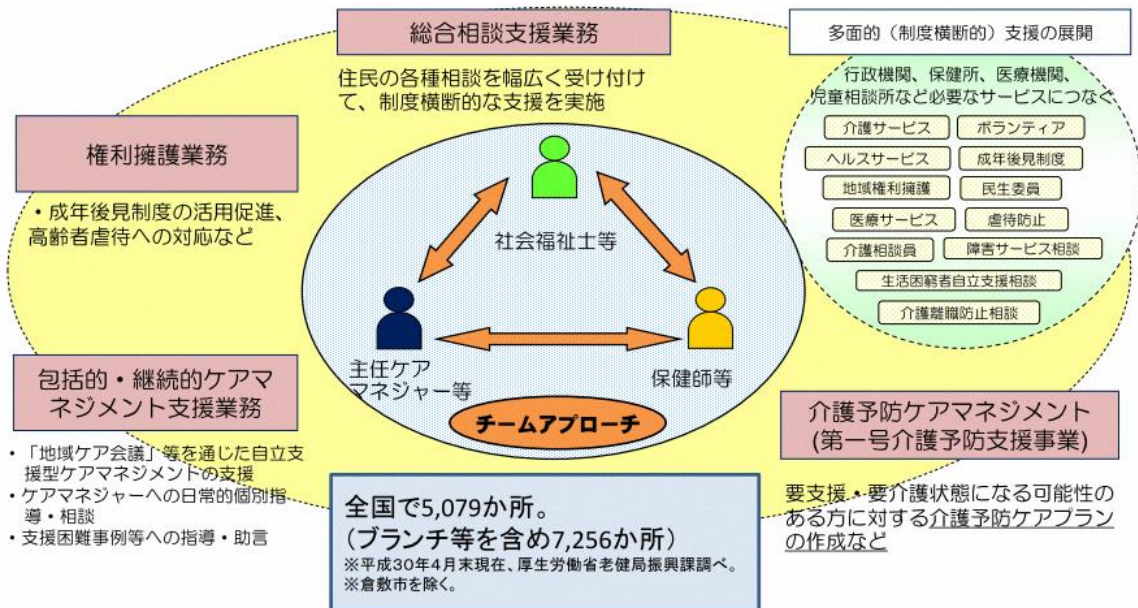 総合相談支援業務
住民の各種相談を幅広く受け付け
て、制度横断的な支援を実施
多面的（制度横断的）支援の展開
行政機関、保健所、医療機関、
児童相談所など必要なサービスにつなぐ
介護サービス
ボランティア
ヘルスサービス
成年後見制度
地域権利擁護
民生委員
医療サービス
虐待防止
介護相談員
障害サービス相談
生活困窮者自立支援相談
介護離職防止相談
権利擁護業務
・成年後見制度の活用促進、
高齢者虐待への対応など
社会福祉士等
主任ケア
マネジャー等
保健師等
チームアプローチ
包括的・継続的ケアマ
ネジメント支援業務
・「地域ケア会議」等を通じた自立支
援型ケアマネジメントの支援
・ケアマネジャーへの日常的個別指
導・相談
・支援困難事例等への指導・助言
全国で5,079か所。
（ブランチ等を含め7,256か所）
※平成30年4月末現在、厚生労働省老健局振興課調べ。
※倉敷市を除く。
介護予防ケアマネジメント
(第一号介護予防支援事業)
要支援・要介護状態になる可能性の
ある方に対する介護予防ケアプラン
の作成など